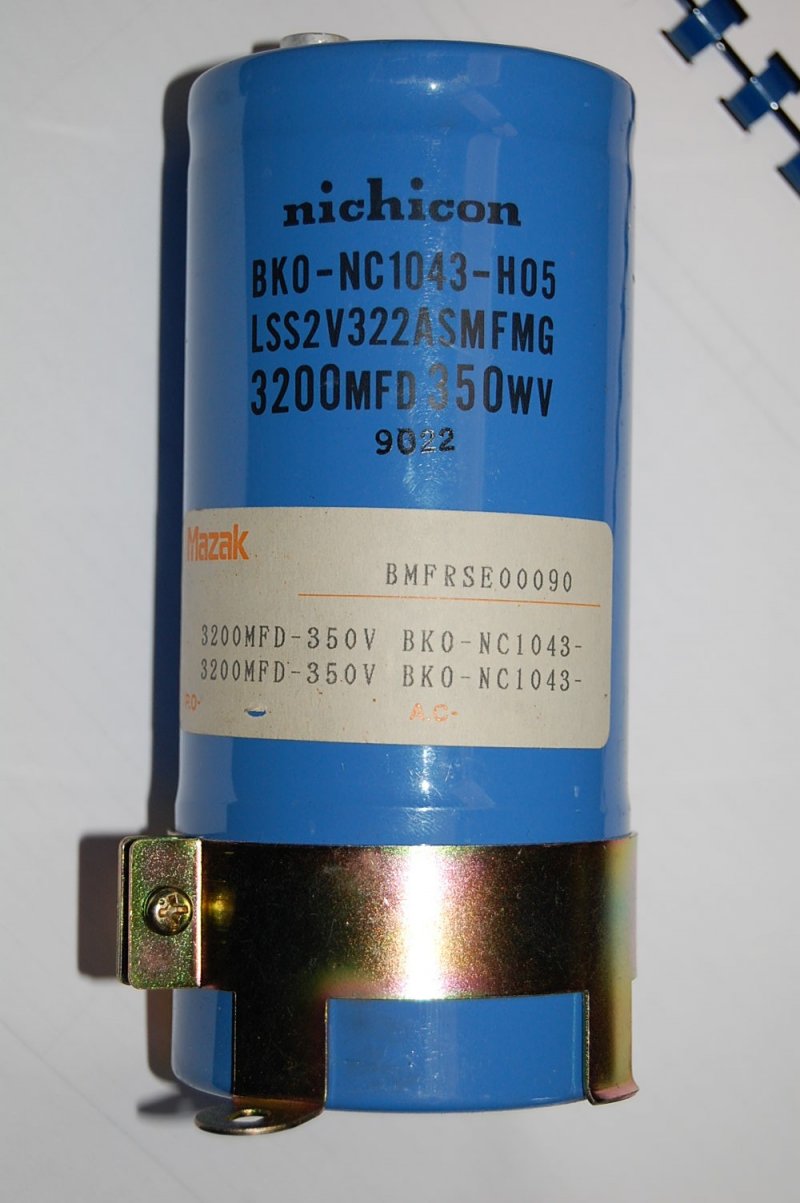 nichicon
BKO-NC1043-H05
LSS2V322ASMFMG
3200MFD 350WV
9022
Mazak
BMFRSE00090
3200MFD-350V BKO-NC1043-
3200MFD-350V BKO-NC1043-
P.O-
A.C-